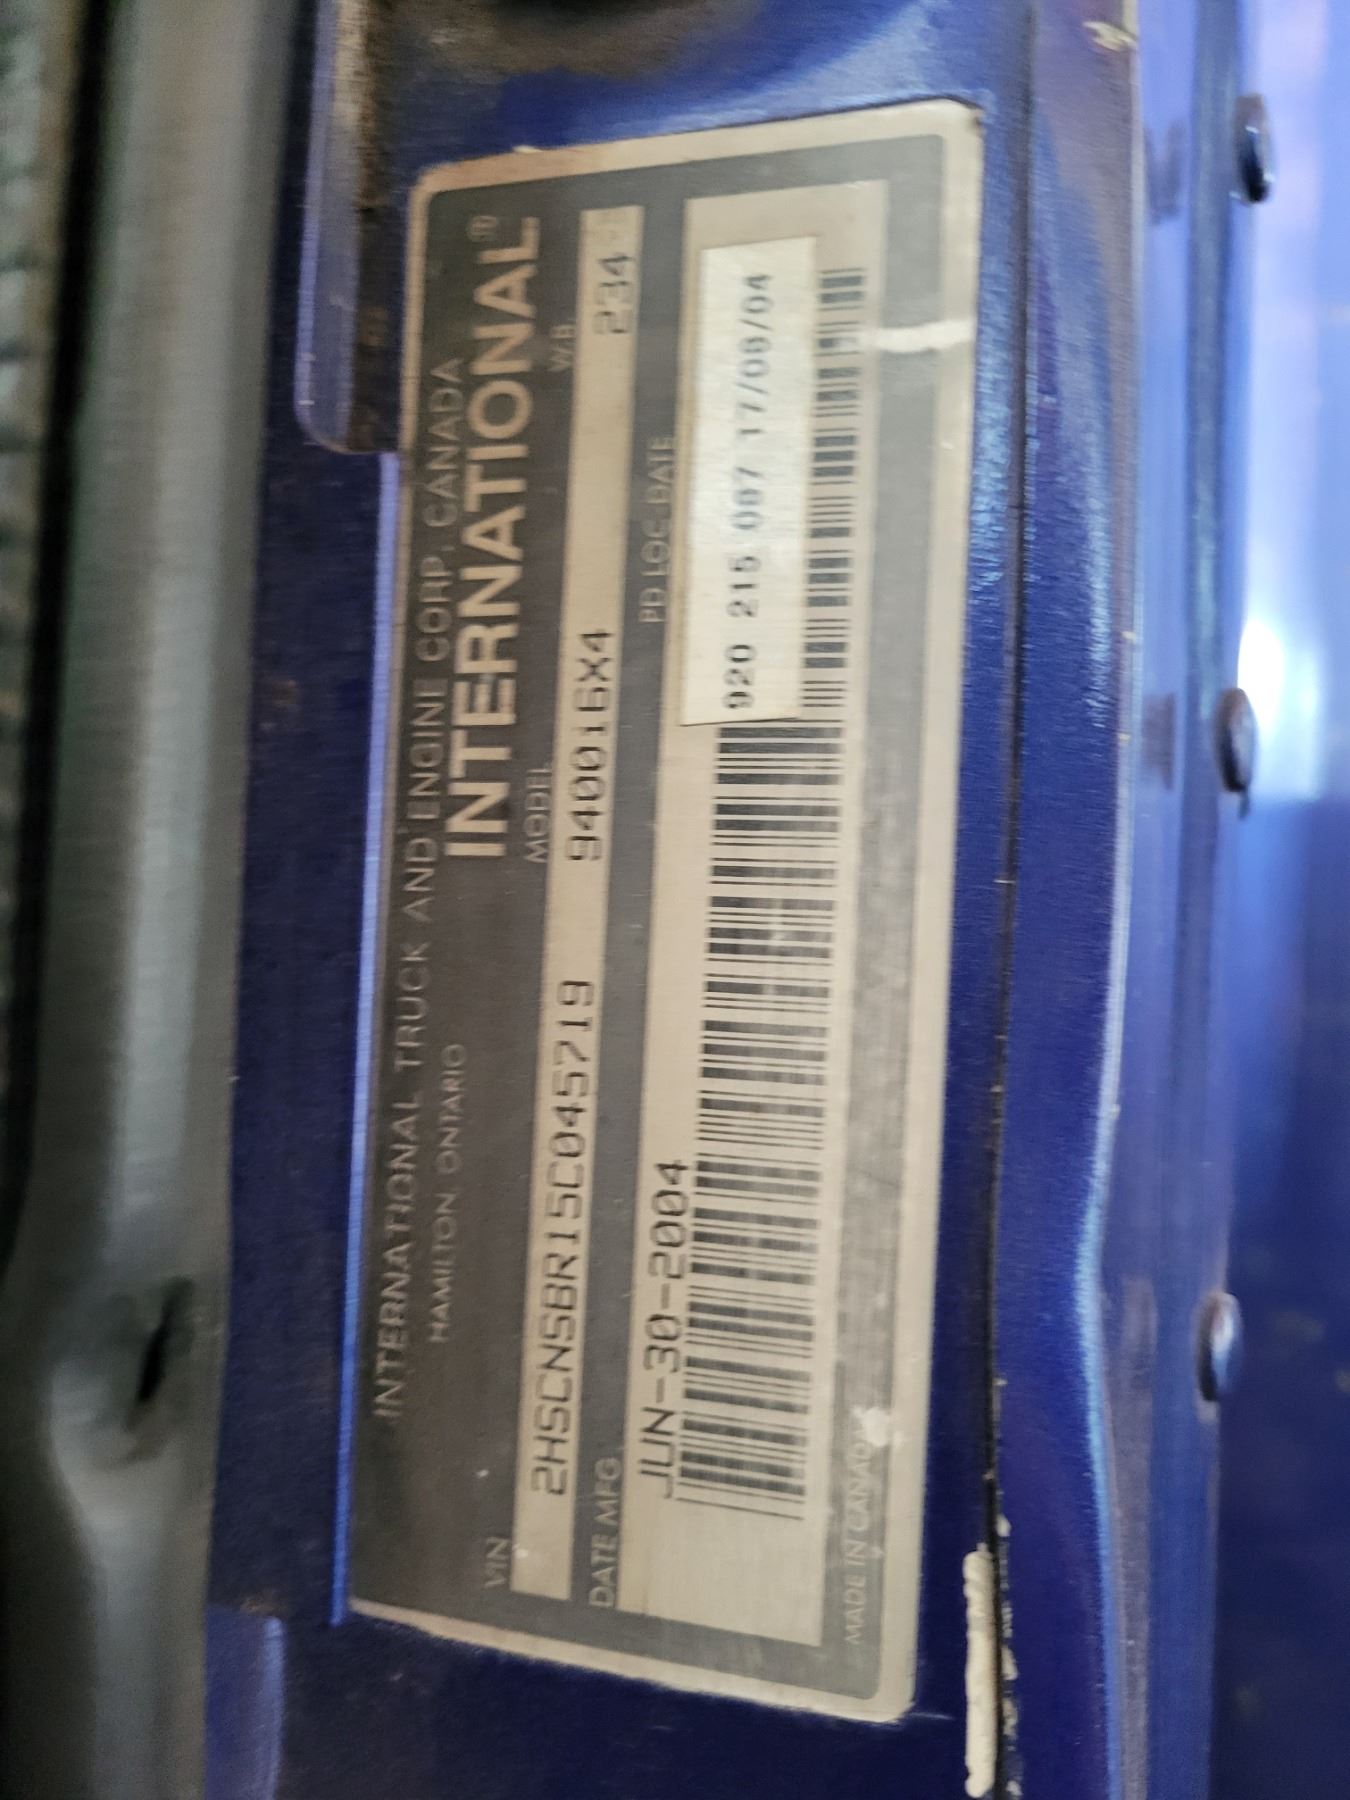 INTERNATIONAL TRUCK AND ENGINE CORP. CANADA
HAMILTON, ONTARIO
INTERNATIONAL®
VIN MODEL W.B.
2HSCNSBR15C045719 9400i6X4 234
DATE MFG. PD LOC-DATE
JUN-30-2004
920 215 087 17/08/04
MADE IN CANADA